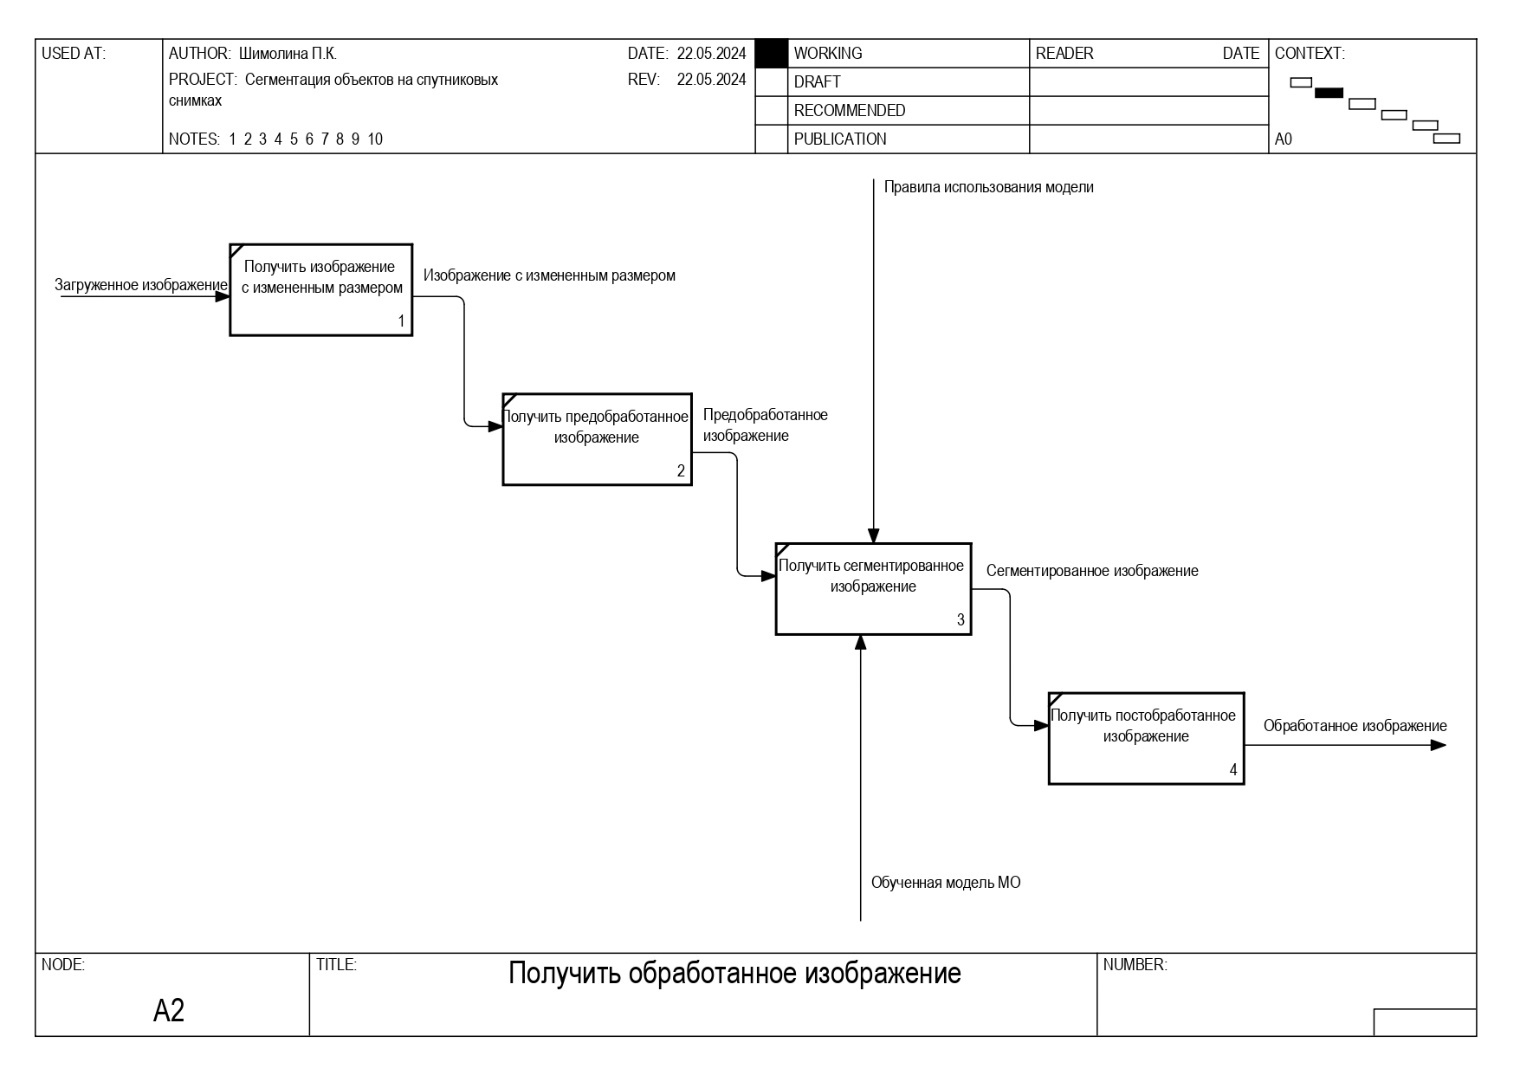 USED AT:
AUTHOR: Шимолина П.К.
DATE: 22.05.2024
PROJECT: Сегментация объектов на спутниковых
снимках
REV: 22.05.2024
NOTES: 1 2 3 4 5 6 7 8 9 10
WORKING
DRAFT
RECOMMENDED
PUBLICATION
READER DATE
CONTEXT:
A0
Правила использования модели
Загруженное изображение
Получить изображение
с измененным размером
1
Изображение с измененным размером
Получить предобработанное
изображение
2
Предобработанное
изображение
Получить сегментированное
изображение
3
Сегментированное изображение
Получить постобработанное
изображение
4
Обработанное изображение
Обученная модель МО
NODE:
A2
TITLE:
Получить обработанное изображение
NUMBER: